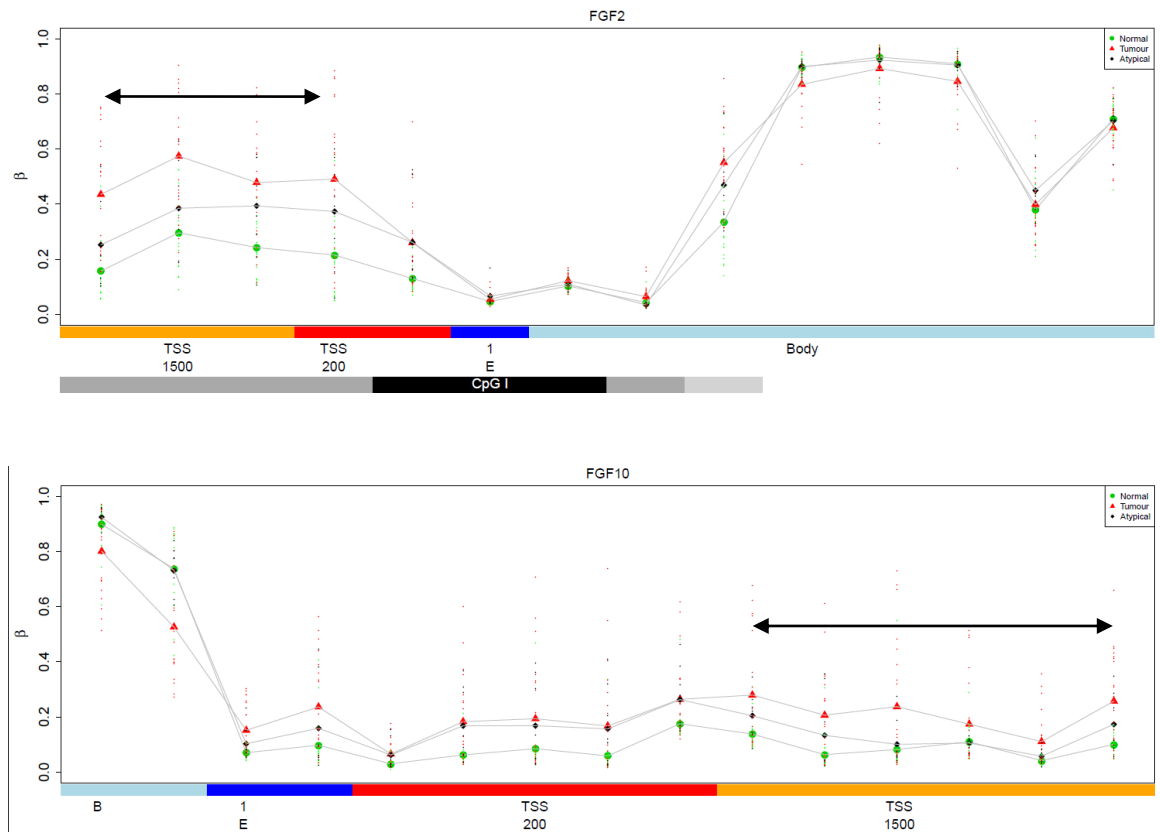 FGF2
Normal
Tumour
Atypical
1.0
0.8
0.6
0.4
0.2
0.0
β
TSS TSS 1 Body
1500 200 E
CpG I
FGF10
Normal
Tumour
Atypical
1.0
0.8
0.6
0.4
0.2
0.0
β
B 1 TSS TSS
E 200 1500